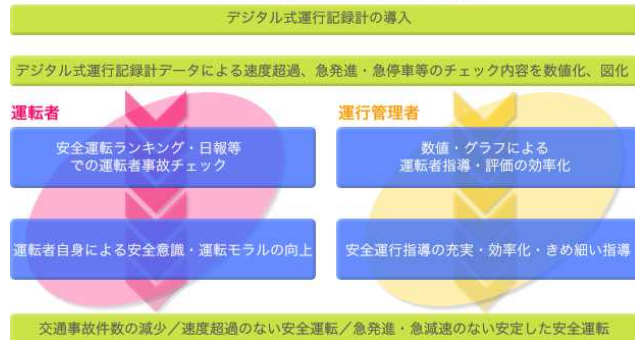 デジタル式運行記録計の導入
デジタル式運行記録計データによる速度超過、急発進・急停車等のチェック内容を数値化、図化
運転者
安全運転ランキング・日報等
での運転者事故チェック
運転者自身による安全意識・運転モラルの向上
運行管理者
数値・グラフによる
運転者指導・評価の効率化
安全運行指導の充実・効率化・きめ細い指導
交通事故件数の減少／速度超過のない安全運転／急発進・急減速のない安定した安全運転